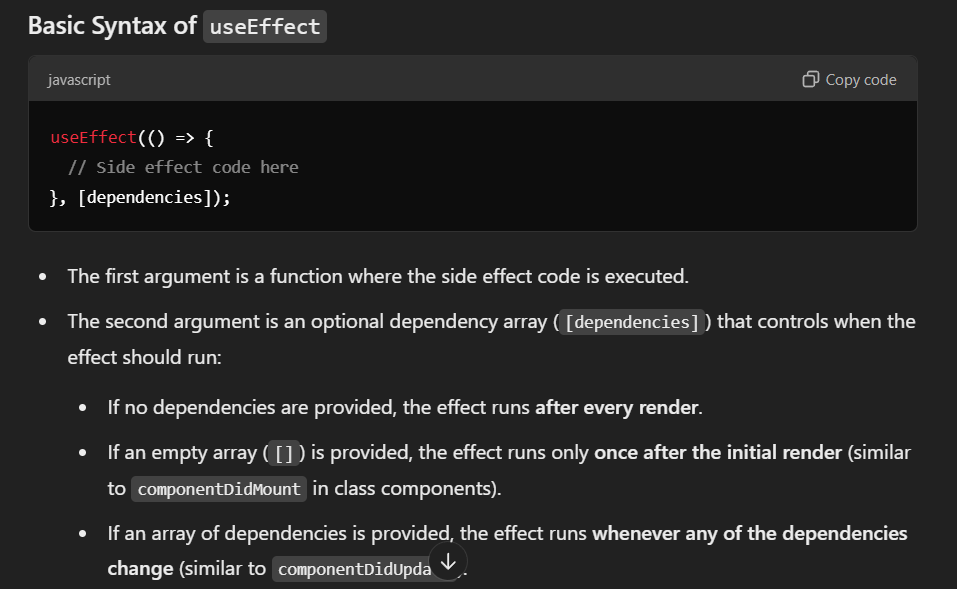 Basic Syntax of useEffect
javascript
Copy code
useEffect(() => {
// Side effect code here
}, [dependencies]);
The first argument is a function where the side effect code is executed.
The second argument is an optional dependency array ([dependencies]) that controls when the
effect should run:
If no dependencies are provided, the effect runs after every render.
If an empty array ([]) is provided, the effect runs only once after the initial render (similar
to componentDidMount in class components).
If an array of dependencies is provided, the effect runs whenever any of the dependencies
change (similar to